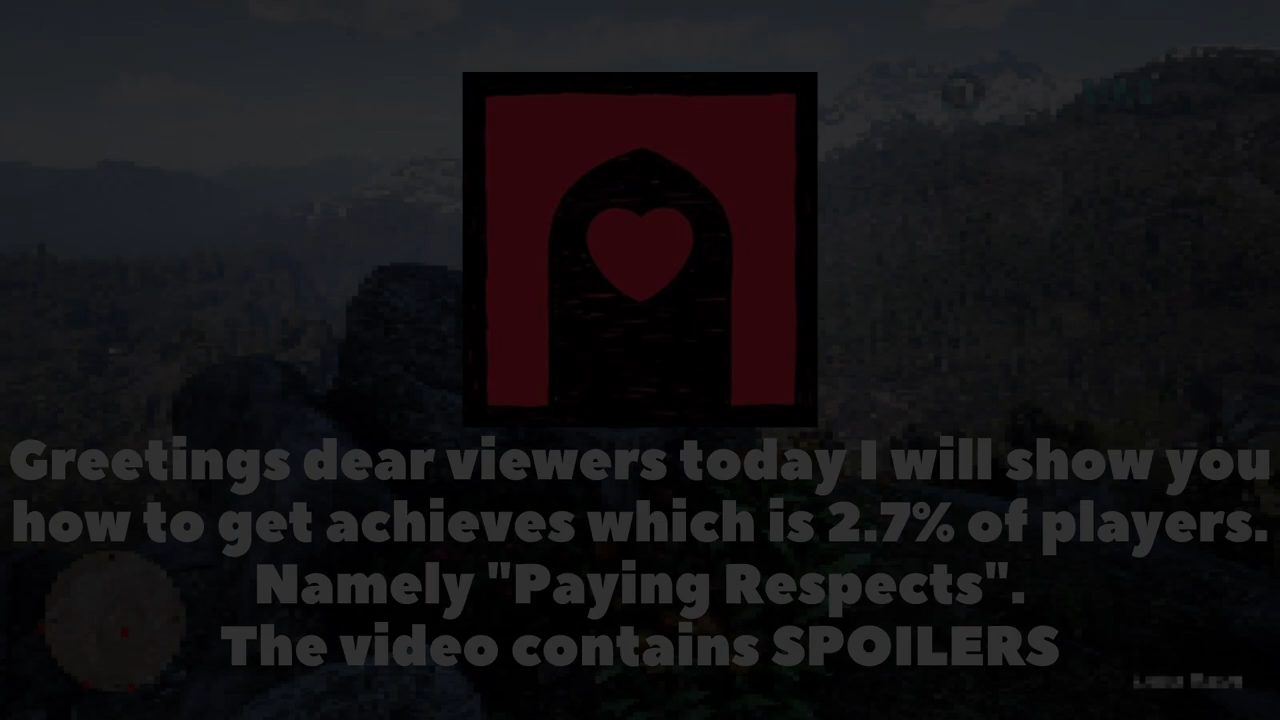 Greetings dear viewers today I will show you
how to get achieves which is 2.7% of players.
Namely "Paying Respects" .
The video contains SPOILERS